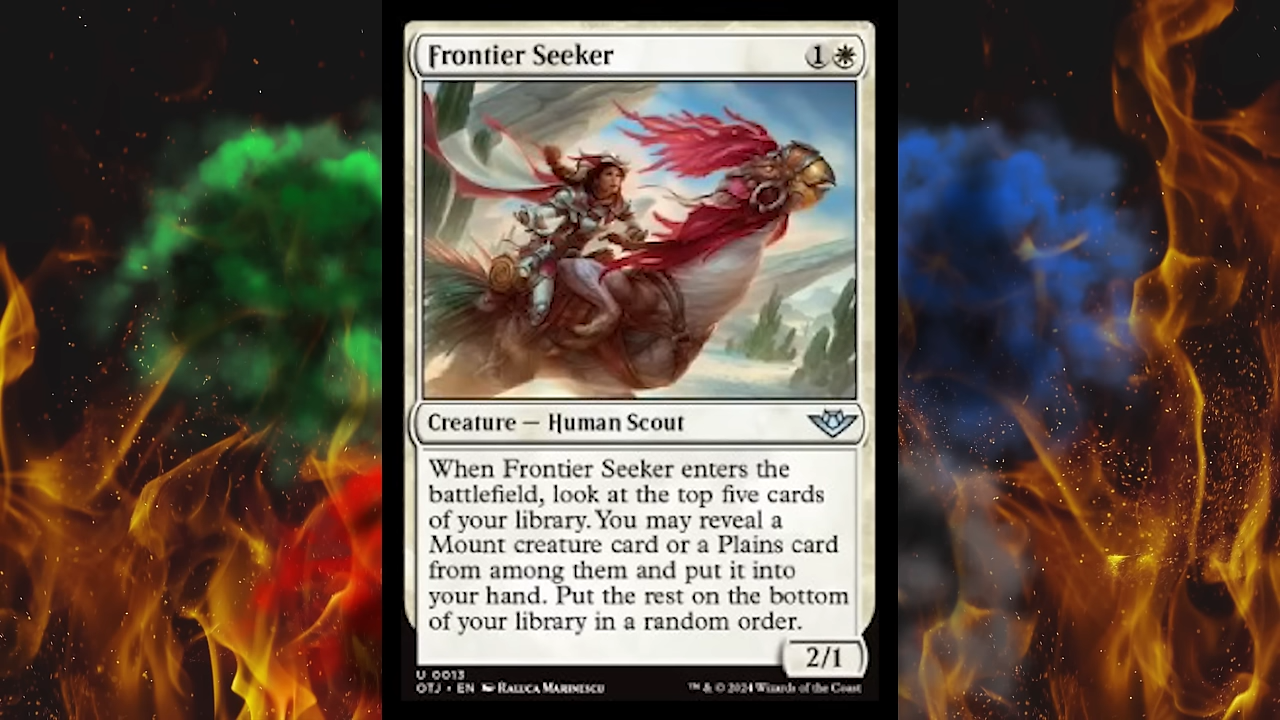 Frontier Seeker 1
Creature — Human Scout
When Frontier Seeker enters the
battlefield, look at the top five cards
of your library. You may reveal a
Mount creature card or a Plains card
from among them and put it into
your hand. Put the rest on the bottom
of your library in a random order.
2/1
U 0013
OTJ • EN Raluca Marinescu
™ & © 2024 Wizards of the Coast